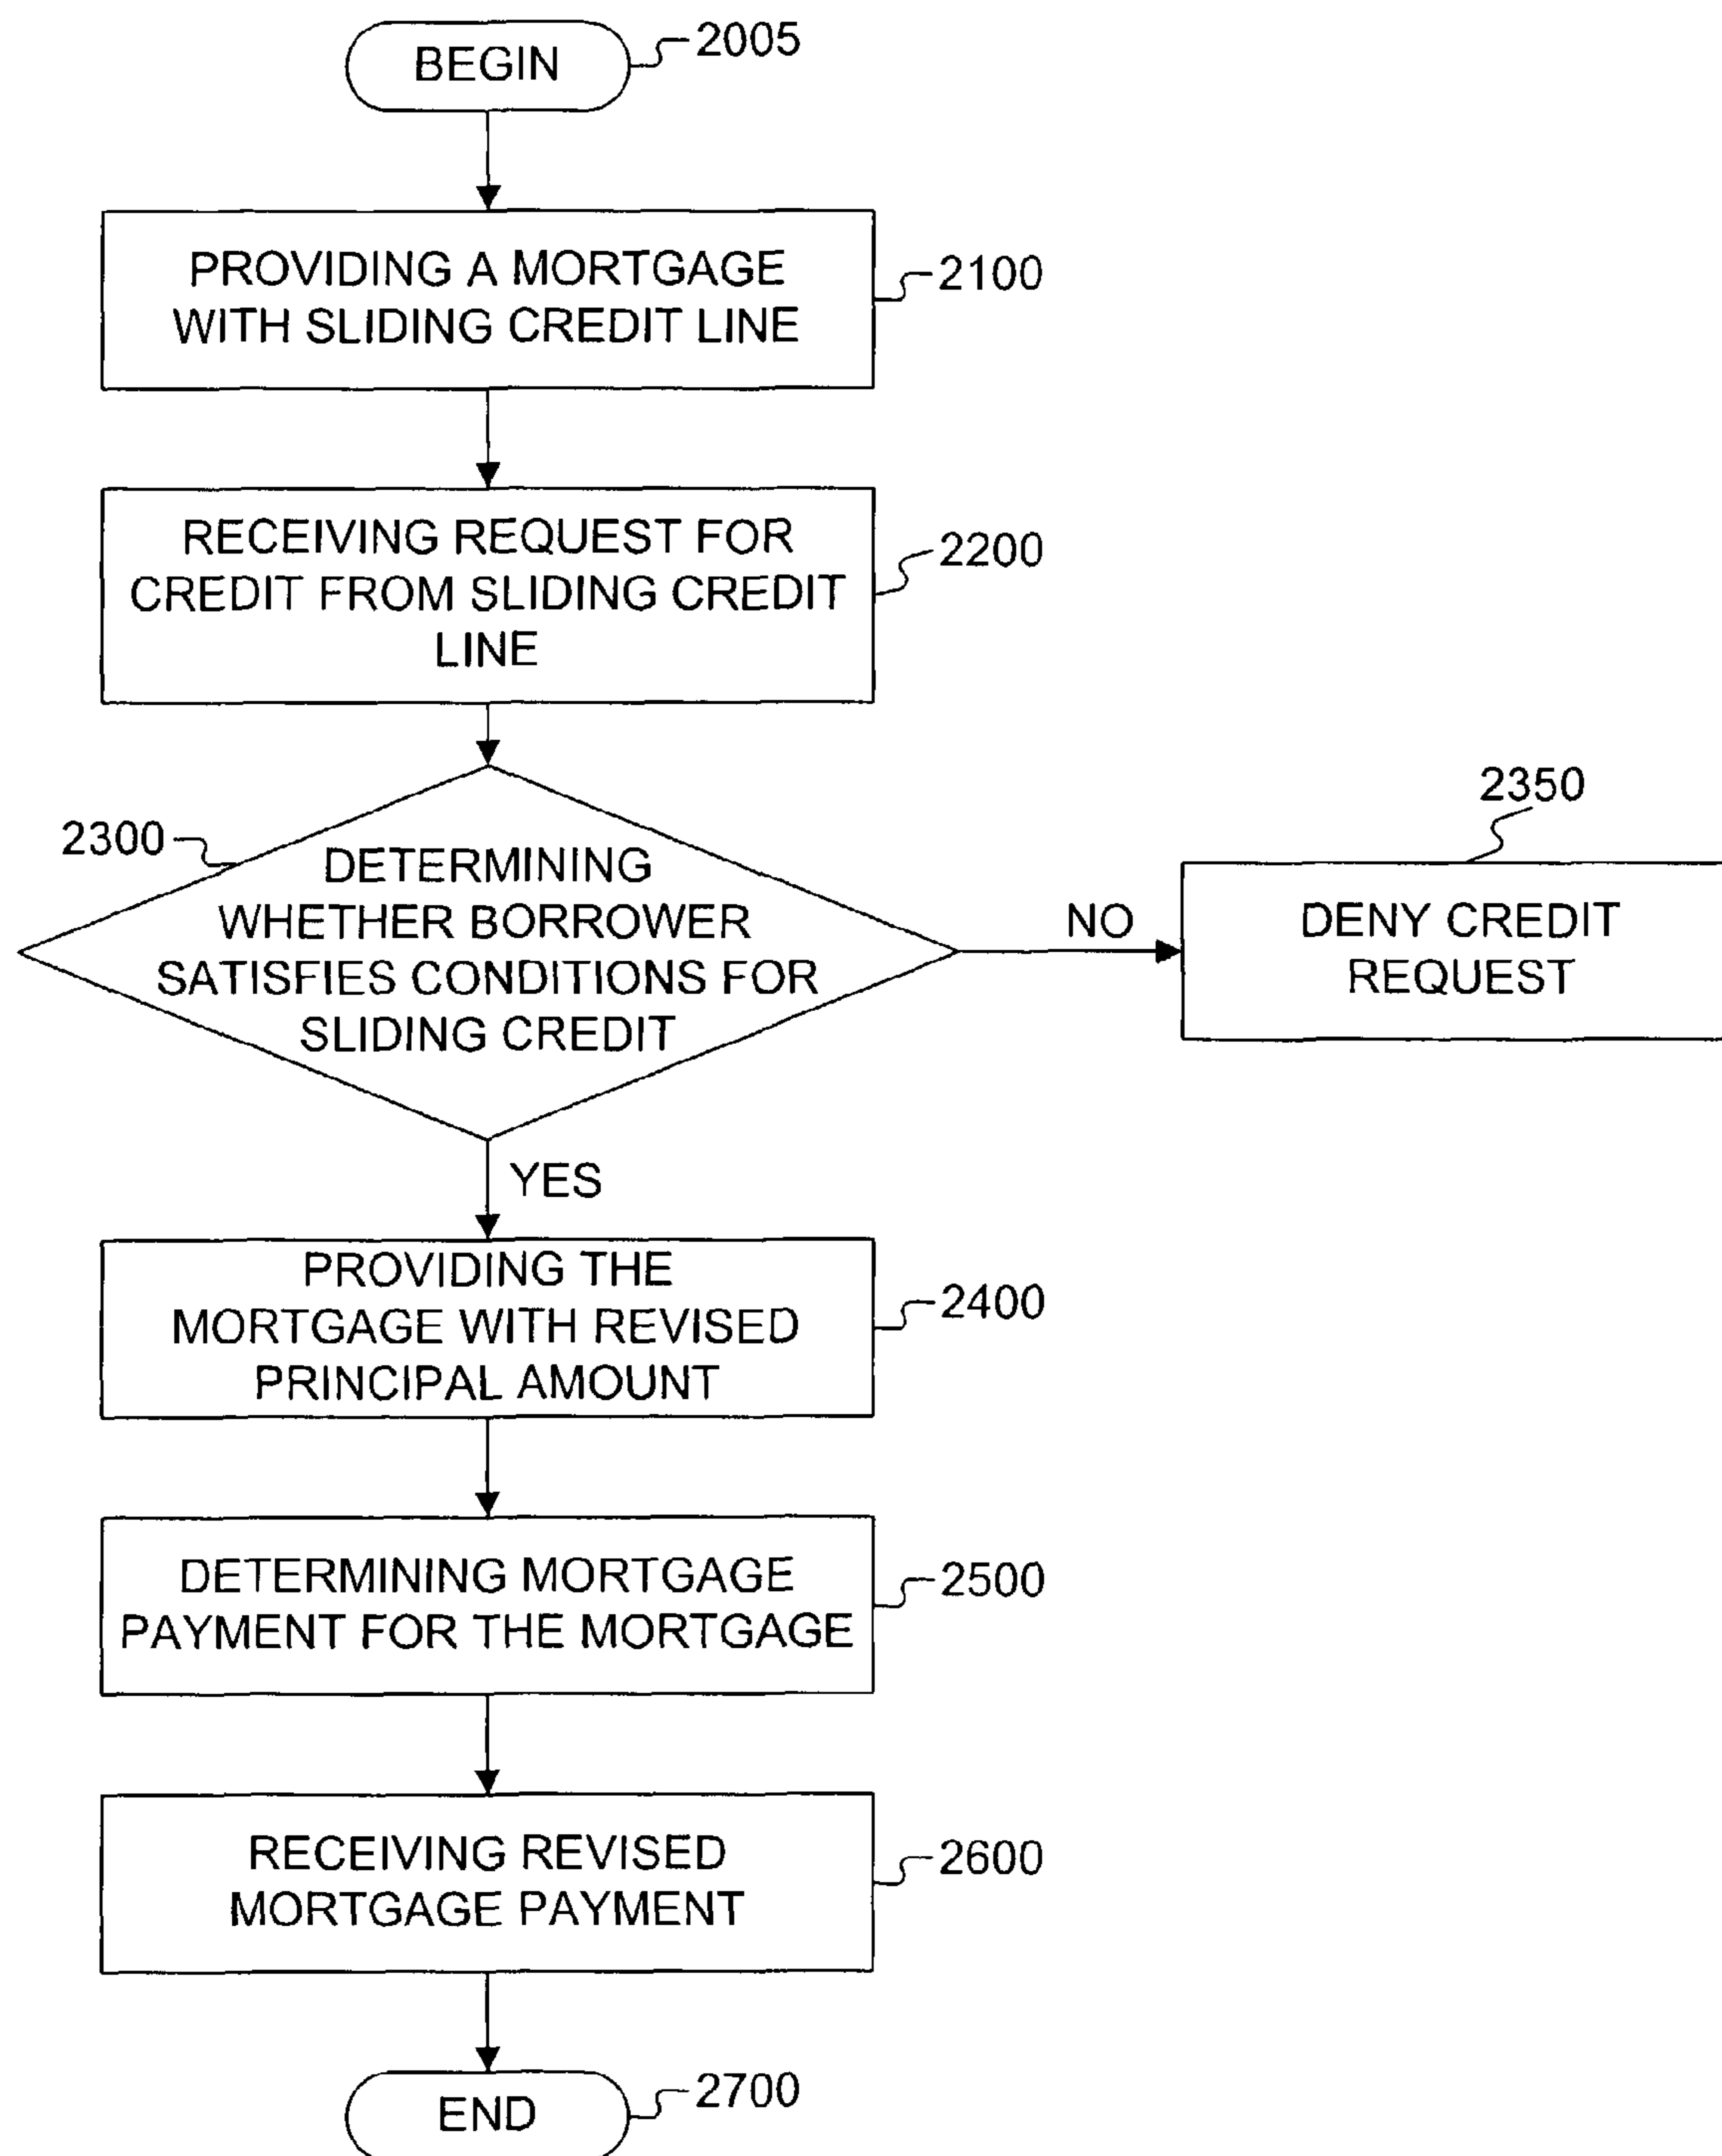 BEGIN
2005
PROVIDING A MORTGAGE
WITH SLIDING CREDIT LINE
2100
RECEIVING REQUEST FOR
CREDIT FROM SLIDING CREDIT
LINE
2200
2300
DETERMINING
WHETHER BORROWER
SATISFIES CONDITIONS FOR
SLIDING CREDIT
NO
2350
DENY CREDIT
REQUEST
YES
PROVIDING THE
MORTGAGE WITH REVISED
PRINCIPAL AMOUNT
2400
DETERMINING MORTGAGE
PAYMENT FOR THE MORTGAGE
2500
RECEIVING REVISED
MORTGAGE PAYMENT
2600
END
2700